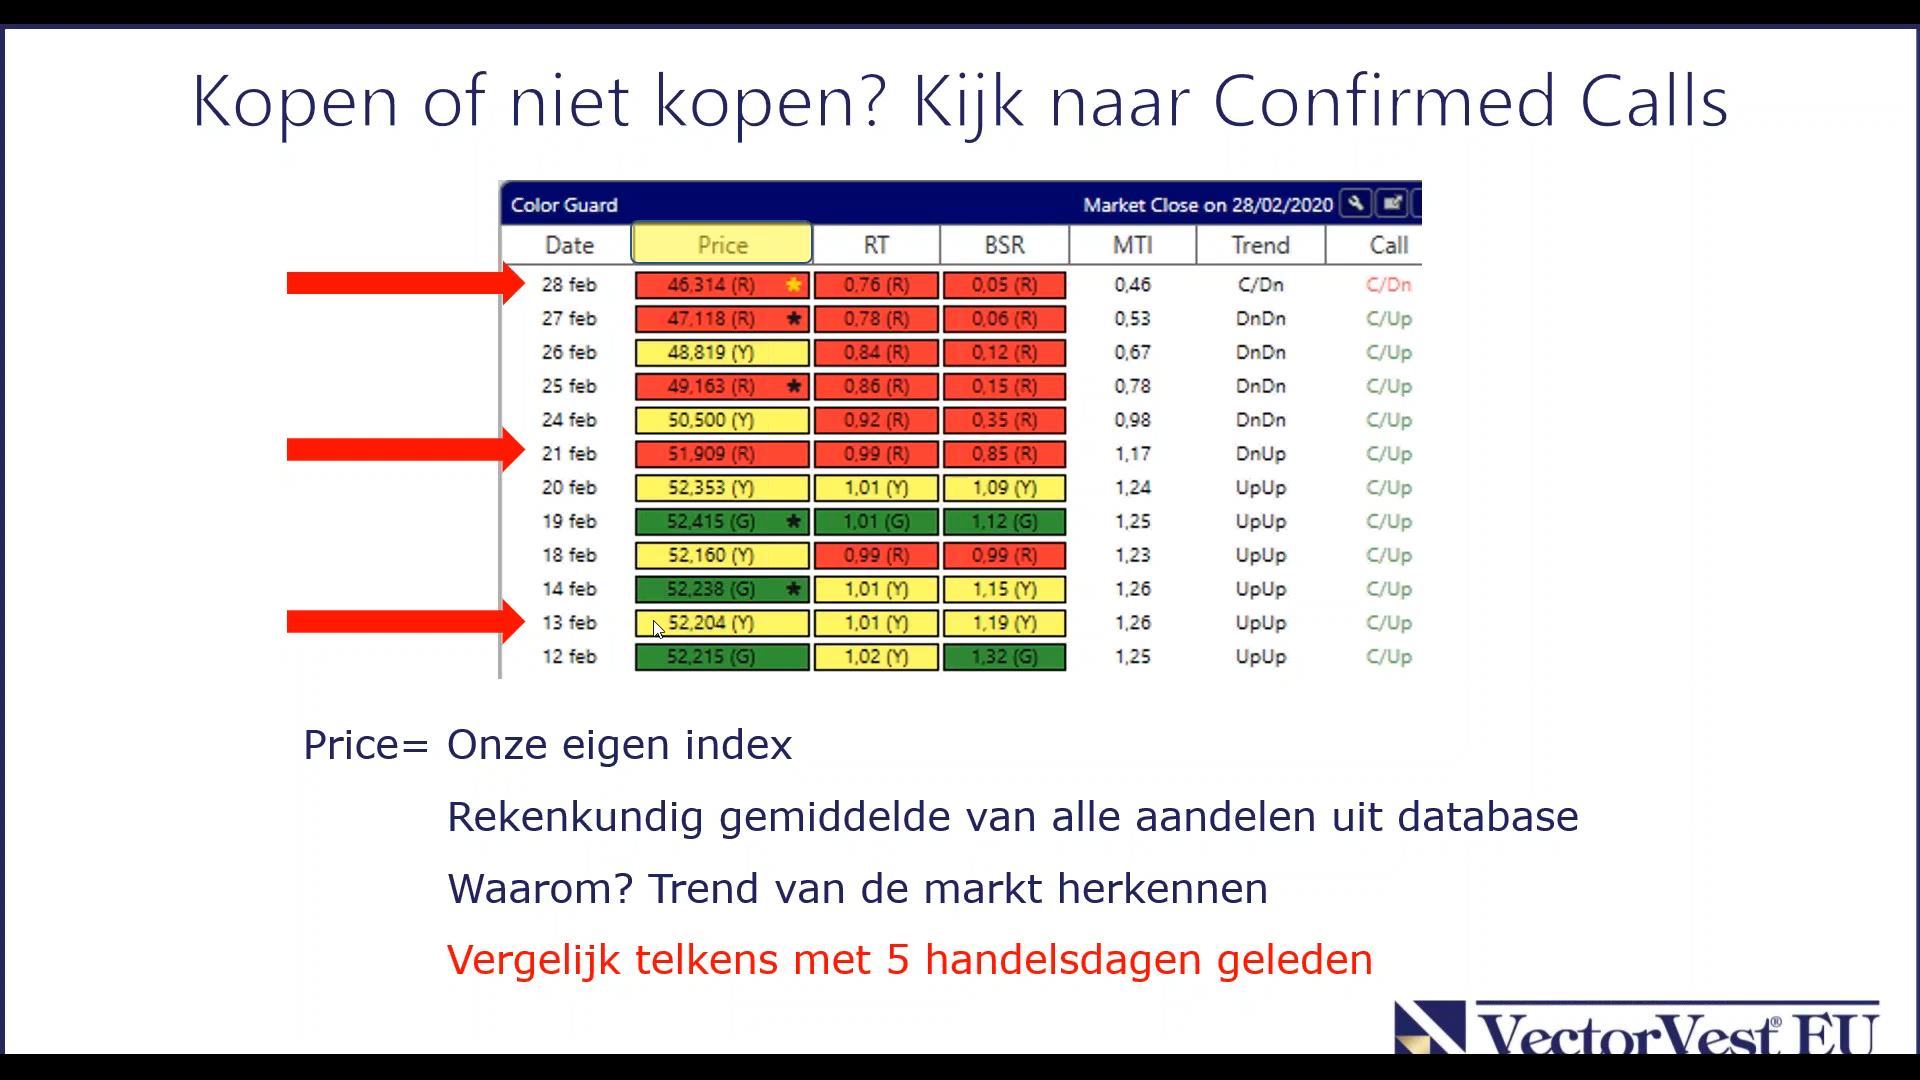 Kopen of niet kopen? Kijk naar Confirmed Calls
Color Guard Market Close on 28/02/2020
Date Price RT BSR MTI Trend Call
28 feb 46,314 (R) * 0,76 (R) 0,05 (R) 0,46 C/Dn C/Dn
27 feb 47,118 (R) * 0,78 (R) 0,06 (R) 0,53 DnDn C/Up
26 feb 48,819 (Y) 0,84 (R) 0,12 (R) 0,67 DnDn C/Up
25 feb 49,163 (R) * 0,86 (R) 0,15 (R) 0,78 DnDn C/Up
24 feb 50,500 (Y) 0,92 (R) 0,35 (R) 0,98 DnDn C/Up
21 feb 51,909 (R) 0,99 (R) 0,85 (R) 1,17 DnUp C/Up
20 feb 52,353 (Y) 1,01 (Y) 1,09 (Y) 1,24 UpUp C/Up
19 feb 52,415 (G) * 1,01 (G) 1,12 (G) 1,25 UpUp C/Up
18 feb 52,160 (Y) 0,99 (R) 0,99 (R) 1,23 UpUp C/Up
14 feb 52,238 (G) * 1,01 (Y) 1,15 (Y) 1,26 UpUp C/Up
13 feb 52,204 (Y) 1,01 (Y) 1,19 (Y) 1,26 UpUp C/Up
12 feb 52,215 (G) 1,02 (Y) 1,32 (G) 1,25 UpUp C/Up
Price= Onze eigen index
Rekenkundig gemiddelde van alle aandelen uit database
Waarom? Trend van de markt herkennen
Vergelijk telkens met 5 handelsdagen geleden
VectorVest® EU